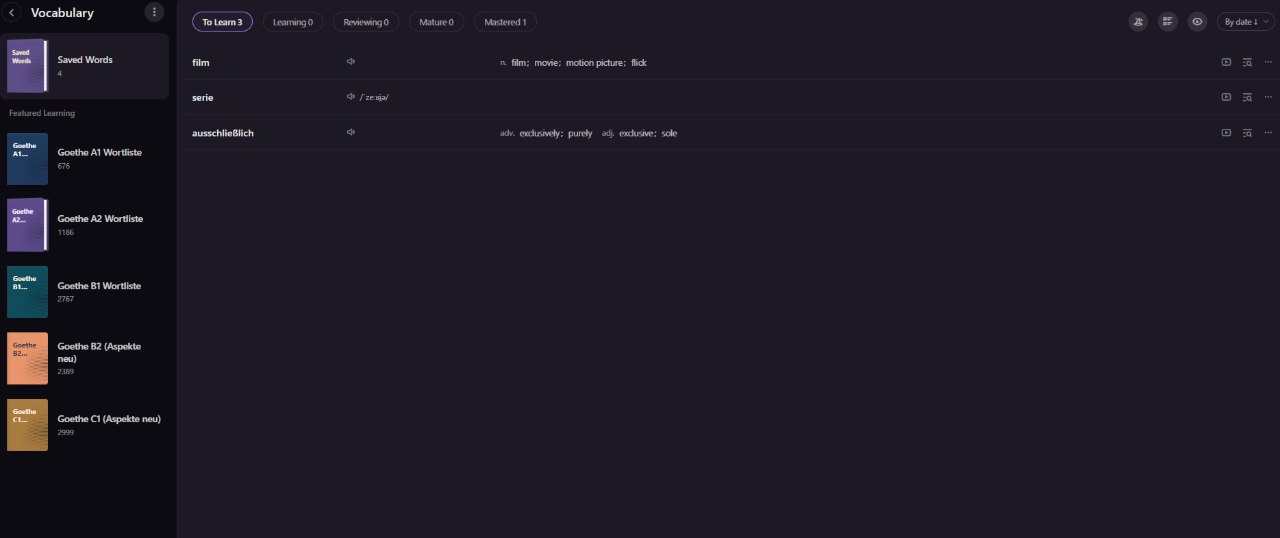 Vocabulary
Saved Words
Saved Words
4
Featured Learning
Goethe A1...
Goethe A1 Wortliste
676
Goethe A2...
Goethe A2 Wortliste
1186
Goethe B1...
Goethe B1 Wortliste
2767
Goethe B2...
Goethe B2 (Aspekte
neu)
2389
Goethe C1...
Goethe C1 (Aspekte neu)
2999
To Learn 3 Learning 0 Reviewing 0 Mature 0 Mastered 1 By date ↓
film n. film; movie; motion picture; flick
serie /ˈzeːʁiə/
ausschließlich adv. exclusively; purely adj. exclusive; sole